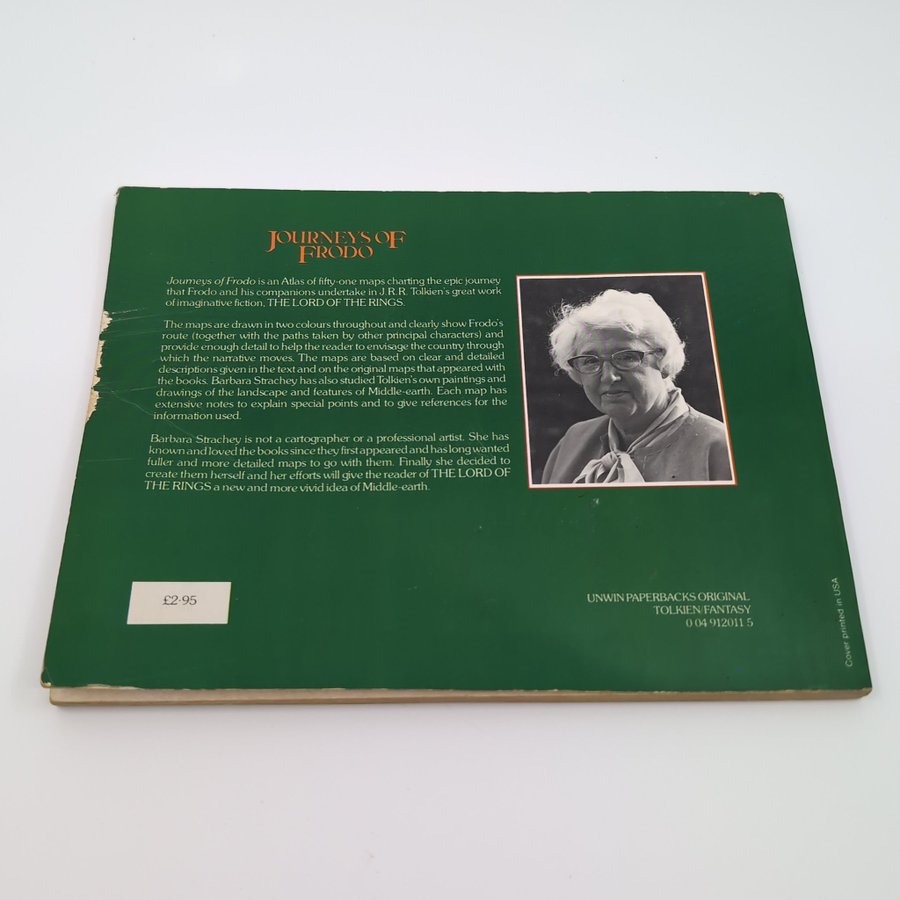 JOURNEYS OF
FRODO
Journeys of Frodo is an Atlas of fifty-one maps charting the epic journey
that Frodo and his companions undertake in J.R.R. Tolkien's great work
of imaginative fiction, THE LORD OF THE RINGS.
The maps are drawn in two colours throughout and clearly show Frodo's
route (together with the paths taken by other principal characters) and
provide enough detail to help the reader to envisage the country through
which the narrative moves. The maps are based on clear and detailed
descriptions given in the text and on the original maps that appeared with
the books. Barbara Strachey has also studied Tolkien's own paintings and
drawings of the landscape and features of Middle-earth. Each map has
extensive notes to explain special points and to give references for the
information used.
Barbara Strachey is not a cartographer or a professional artist. She has
known and loved the books since they first appeared and has long wanted
fuller and more detailed maps to go with them. Finally she decided to
create them herself and her efforts will give the reader of THE LORD OF
THE RINGS a new and more vivid idea of Middle-earth.
£2·95
UNWIN PAPERBACKS ORIGINAL
TOLKIEN/FANTASY
0 04 912011 5
Cover printed in USA